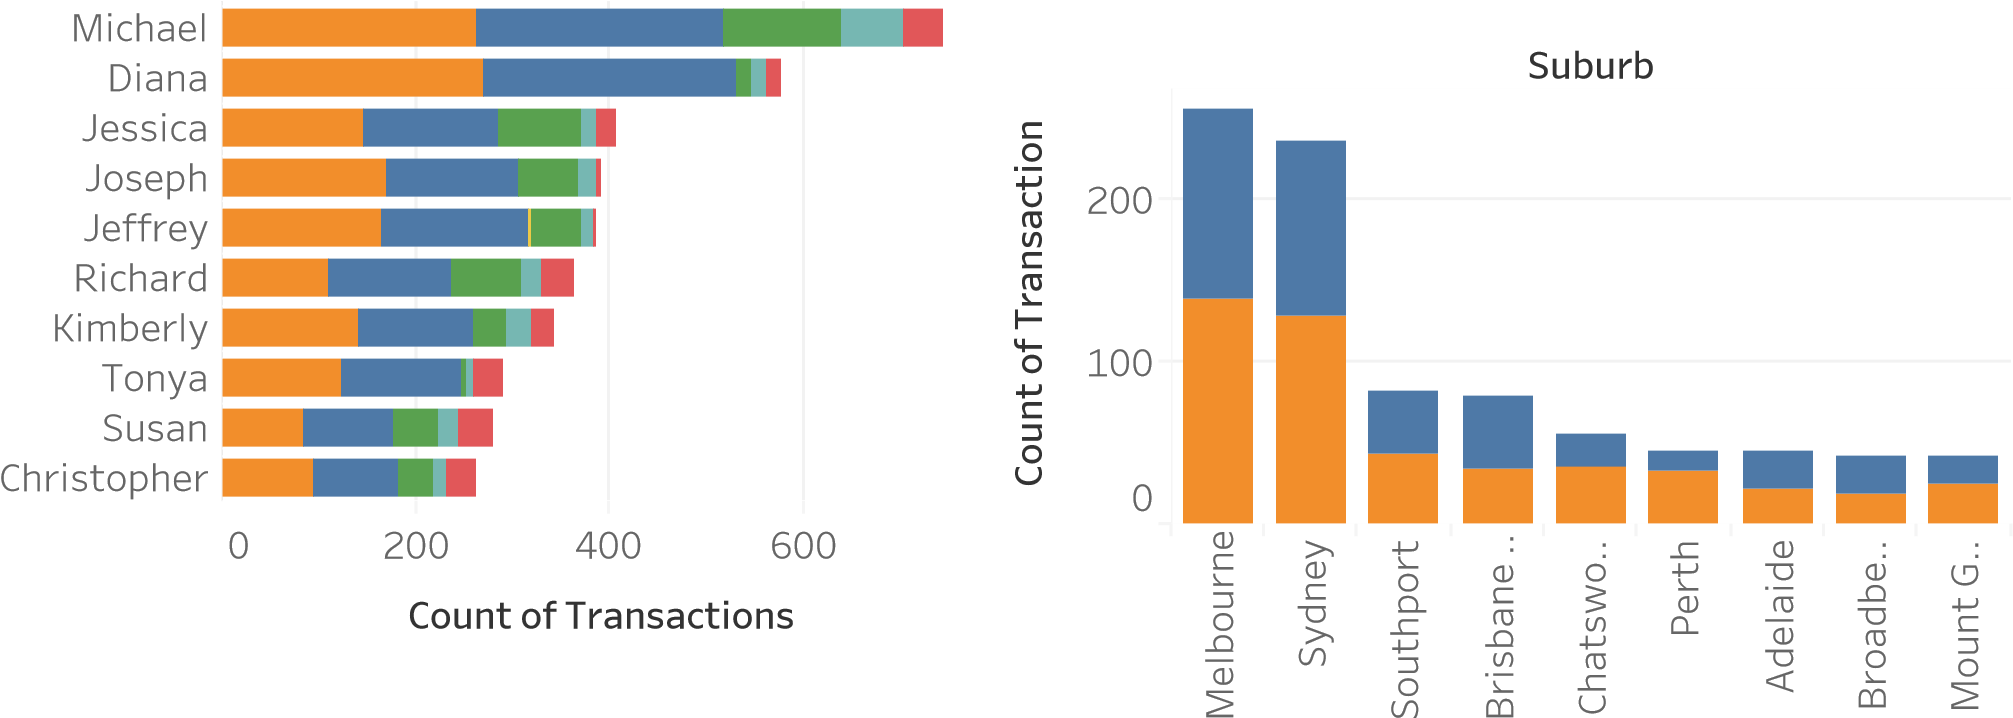 Michael
Diana
Jessica
Joseph
Jeffrey
Richard
Kimberly
Tonya
Susan
Christopher
0 200 400 600
Count of Transactions
Suburb
Count of Transaction
200
100
0
Melbourne
Sydney
Southport
Brisbane ..
Chatswo..
Perth
Adelaide
Broadbe..
Mount G..